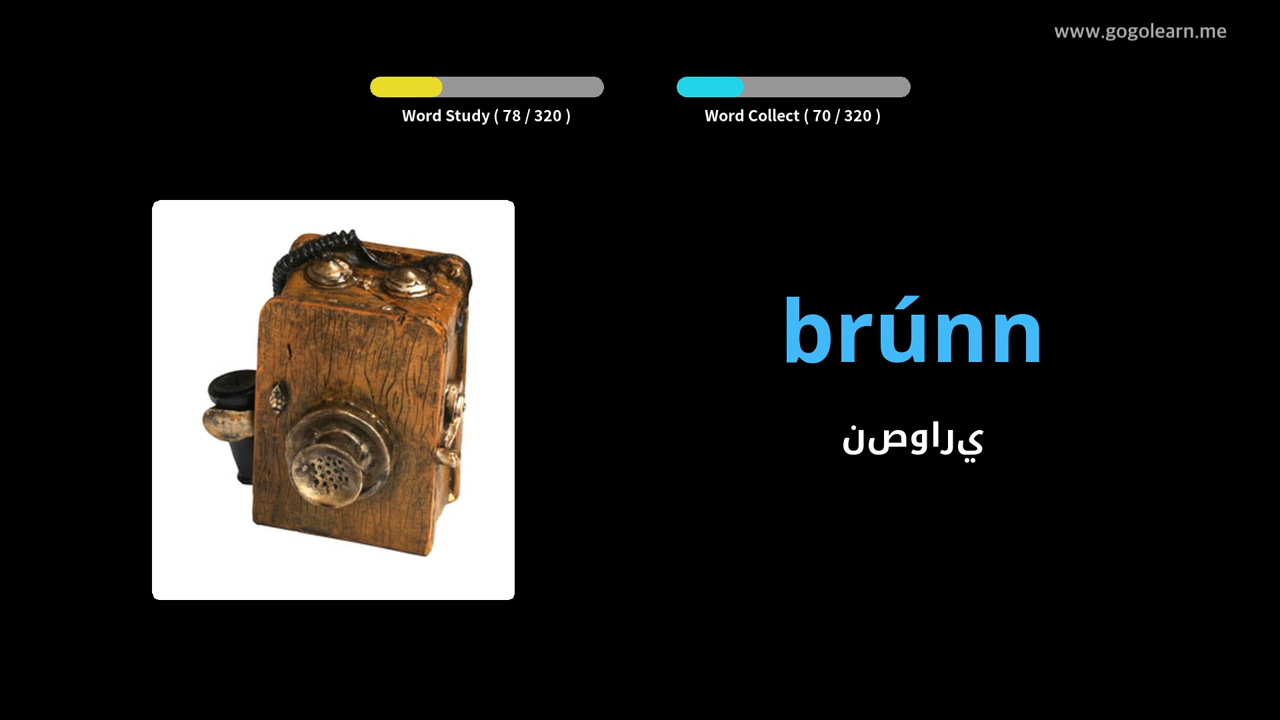 www.gogolearn.me
Word Study ( 78 / 320 )
Word Collect ( 70 / 320 )
brúnn
يراوصن